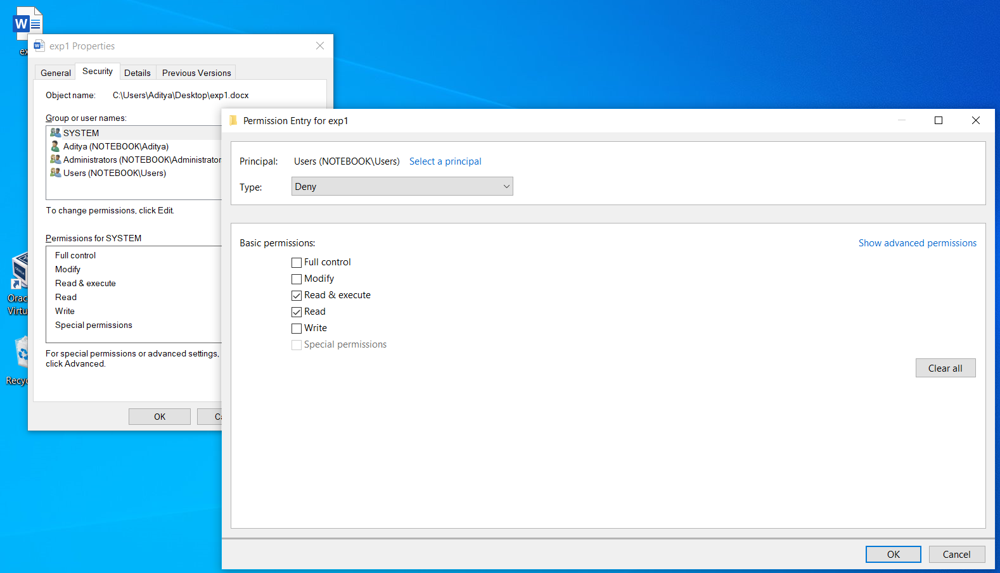 W
ex
exp1 Properties
General Security Details Previous Versions
Object name: C:\Users\Aditya\Desktop\exp1.docx
Group or user names:
SYSTEM
Aditya (NOTEBOOK\Aditya)
Administrators (NOTEBOOK\Administrator
Users (NOTEBOOK\Users)
To change permissions, click Edit.
Permissions for SYSTEM
Full control
Modify
Read & execute
Read
Write
Special permissions
For special permissions or advanced settings,
click Advanced.
OK Ca
Orac
Virtu
Recyc
Permission Entry for exp1
Principal: Users (NOTEBOOK\Users) Select a principal
Type: Deny
Basic permissions: Show advanced permissions
Full control
Modify
Read & execute
Read
Write
Special permissions
Clear all
OK Cancel